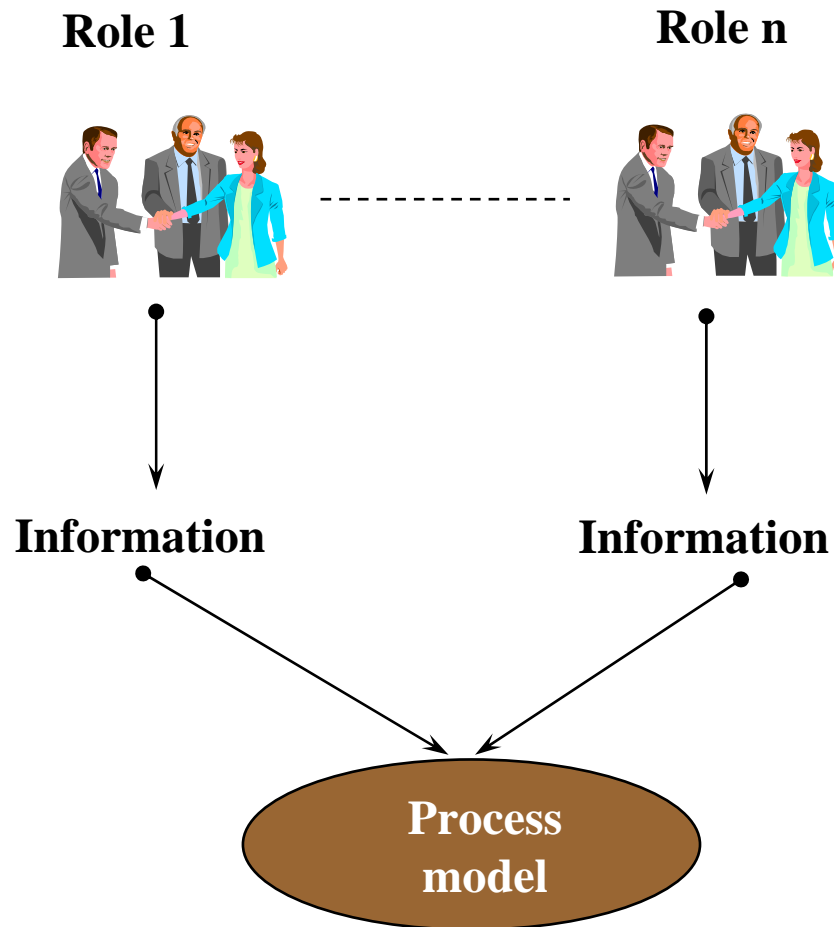 Role 1
Role n
Information
Information
Process
model